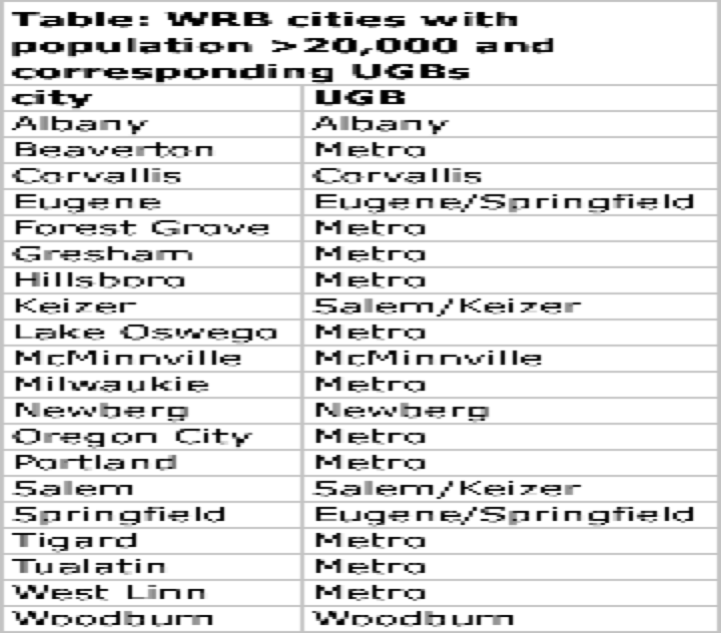 Table: WRB cities with
population >20,000 and
corresponding UGBs
city UGB
Albany Albany
Beaverton Metro
Corvallis Corvallis
Eugene Eugene/Springfield
Forest Grove Metro
Gresham Metro
Hillsboro Metro
Keizer Salem/Keizer
Lake Oswego Metro
McMinnville McMinnville
Milwaukie Metro
Newberg Newberg
Oregon City Metro
Portland Metro
Salem Salem/Keizer
Springfield Eugene/Springfield
Tigard Metro
Tualatin Metro
West Linn Metro
Woodburn Woodburn